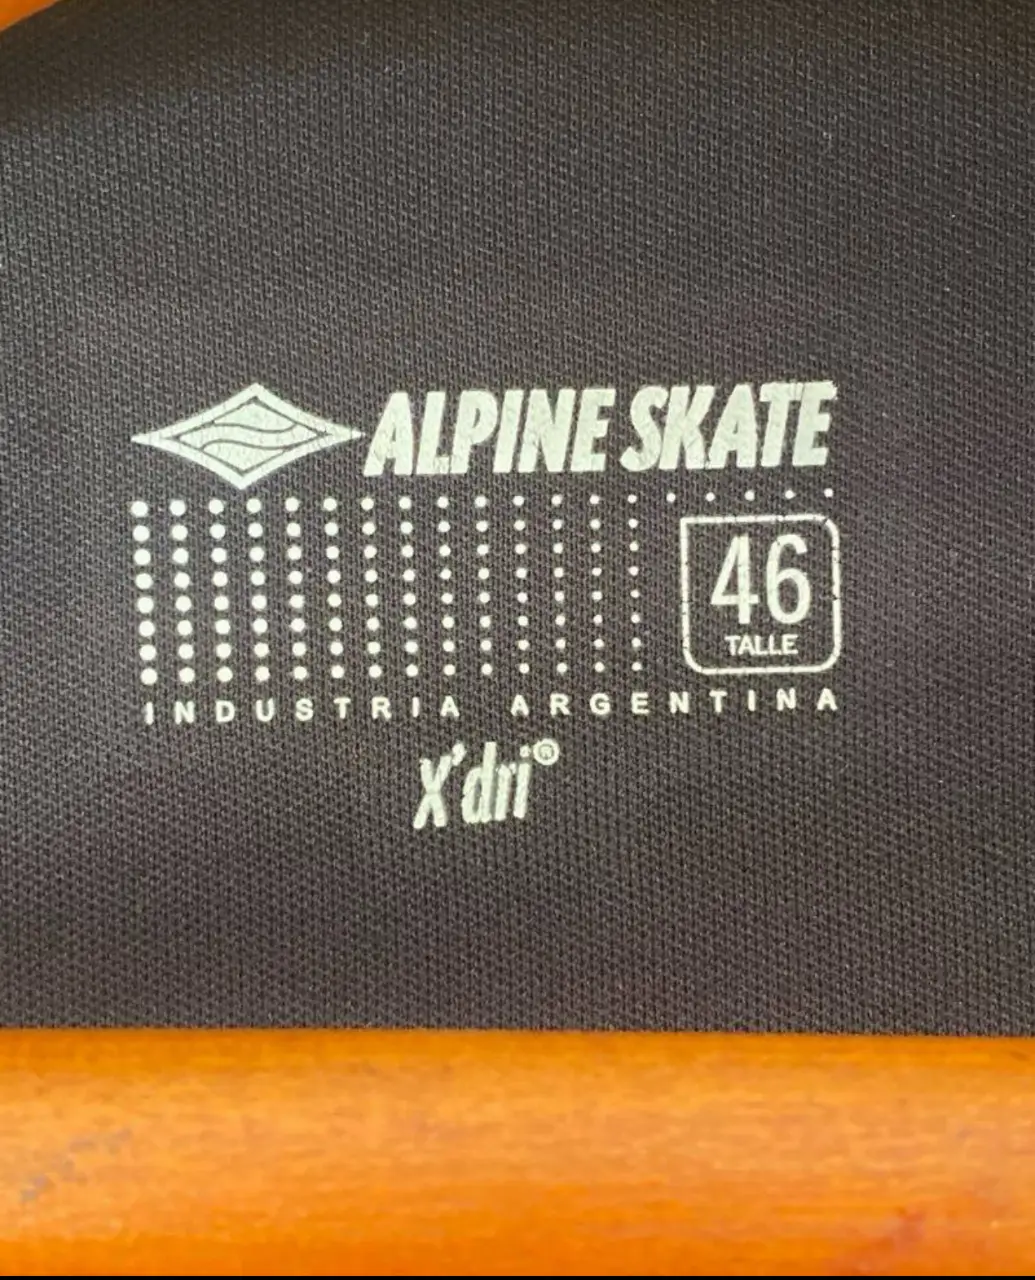 ALPINE SKATE
46
TALLE
INDUSTRIA ARGENTINA
X'dri®